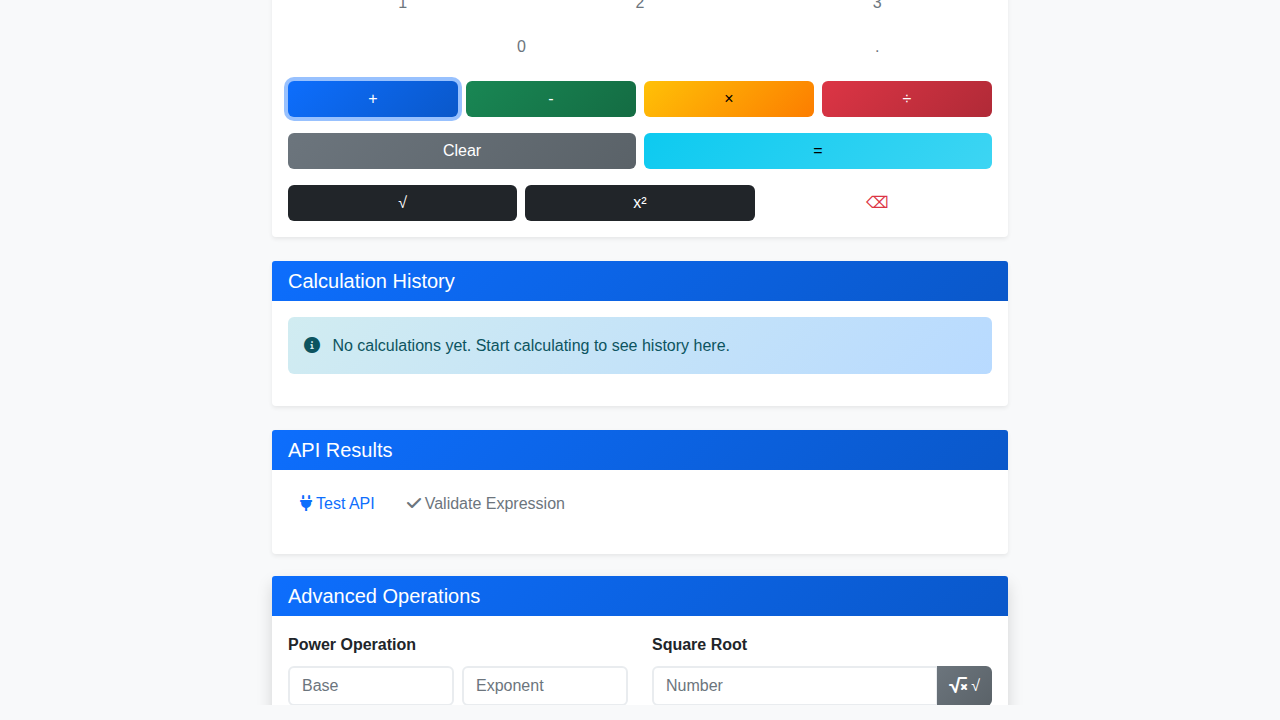 1 2 3
0 .
+ - × ÷
Clear =
√ x² ⌫
Calculation History
No calculations yet. Start calculating to see history here.
API Results
Test API Validate Expression
Advanced Operations
Power Operation Square Root
Base Exponent Number √